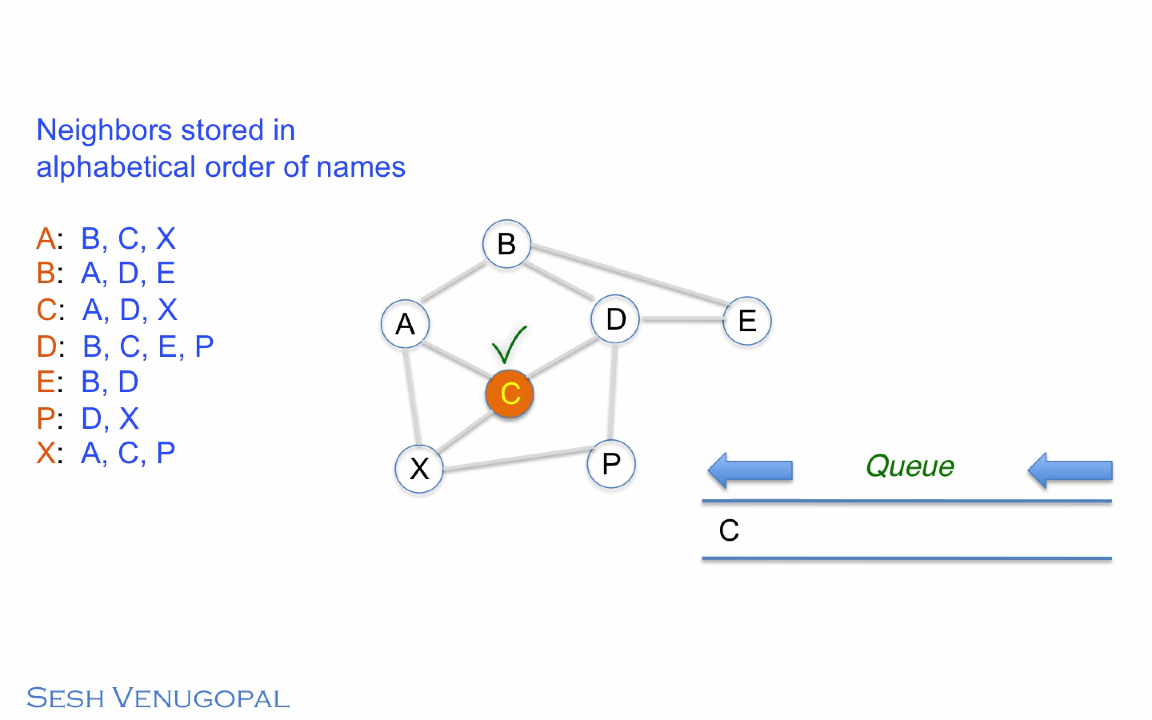 Neighbors stored in
alphabetical order of names
A: B, C, X
B: A, D, E
C: A, D, X
D: B, C, E, P
E: B, D
P: D, X
X: A, C, P
B
A
D
E
C
X
P
Queue
C
SESH VENUGOPAL